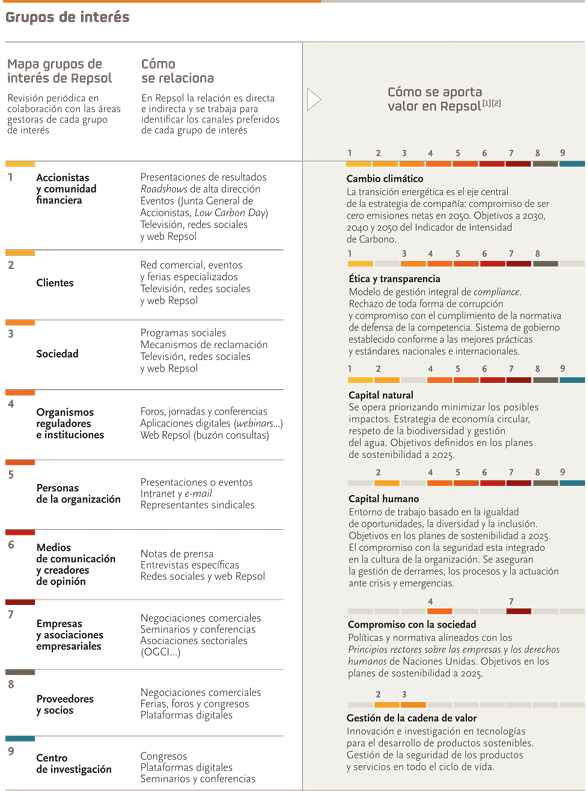 Grupos de interés
Mapa grupos de
interés de Repsol
Revisión periódica en
colaboración con las áreas
gestoras de cada grupo
de interés
Cómo
se relaciona
En Repsol la relación es directa
e indirecta y se trabaja para
identificar los canales preferidos
de cada grupo de interés
1
Accionistas
y comunidad
financiera
Presentaciones de resultados
Roadshows de alta dirección
Eventos (Junta General de
Accionistas, Low Carbon Day)
Televisión, redes sociales
y web Repsol
2
Clientes
Red comercial, eventos
y ferias especializados
Televisión, redes sociales
y web Repsol
3
Sociedad
Programas sociales
Mecanismos de reclamación
Televisión, redes sociales
y web Repsol
4
Organismos
reguladores
e instituciones
Foros, jornadas y conferencias
Aplicaciones digitales (webinars...)
Web Repsol (buzón consultas)
5
Personas
de la organización
Presentaciones o eventos
Intranet y e-mail
Representantes sindicales
6
Medios
de comunicación
y creadores
de opinión
Notas de prensa
Entrevistas específicas
Redes sociales y web Repsol
7
Empresas
y asociaciones
empresariales
Negociaciones comerciales
Seminarios y conferencias
Asociaciones sectoriales
(OGCI...)
8
Proveedores
y socios
Negociaciones comerciales
Ferias, foros y congresos
Plataformas digitales
9
Centro
de investigación
Congresos
Plataformas digitales
Seminarios y conferencias
Cómo se aporta
valor en Repsol[1][2]
1 2 3 4 5 6 7 8 9
Cambio climático
La transición energética es el eje central
de la estrategia de compañía: compromiso de ser
cero emisiones netas en 2050. Objetivos a 2030,
2040 y 2050 del Indicador de Intensidad
de Carbono.
1 3 4 5 6 7 8
Ética y transparencia
Modelo de gestión integral de compliance.
Rechazo de toda forma de corrupción
y compromiso con el cumplimiento de la normativa
de defensa de la competencia. Sistema de gobierno
establecido conforme a las mejores prácticas
y estándares nacionales e internacionales.
1 2 4 5 6 7 8 9
Capital natural
Se opera priorizando minimizar los posibles
impactos. Estrategia de economía circular,
respeto de la biodiversidad y gestión
del agua. Objetivos definidos en los planes
de sostenibilidad a 2025.
2 4 5 6 7 8 9
Capital humano
Entorno de trabajo basado en la igualdad
de oportunidades, la diversidad y la inclusión.
Objetivos en los planes de sostenibilidad a 2025.
El compromiso con la seguridad esta integrado
en la cultura de la organización. Se aseguran
la gestión de derrames, los procesos y la actuación
ante crisis y emergencias.
4 7
Compromiso con la sociedad
Políticas y normativa alineados con los
Principios rectores sobre las empresas y los derechos
humanos de Naciones Unidas. Objetivos en los
planes de sostenibilidad a 2025.
2 3
Gestión de la cadena de valor
Innovación e investigación en tecnologías
para el desarrollo de productos sostenibles.
Gestión de la seguridad de los productos
y servicios en todo el ciclo de vida.